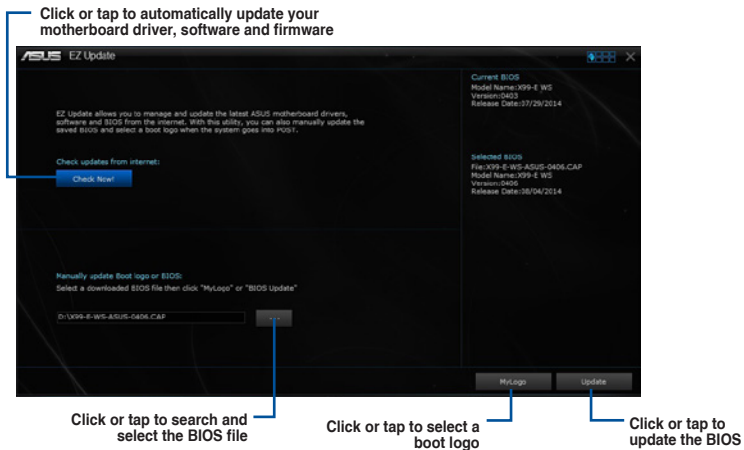 Click or tap to automatically update your
motherboard driver, software and firmware
ASUS EZ Update
EZ Update allows you to manage and update the latest ASUS motherboard drivers,
software and BIOS from the internet. With this utility, you can also manually update the
saved BIOS and select a boot logo when the system goes into POST.
Check updates from internet:
Check Now!
Manually update Boot logo or BIOS:
Select a downloaded BIOS file then click "MyLogo" or "BIOS Update"
D:\X99-E-WS-ASUS-0406.CAP
...
Current BIOS
Model Name:X99-E WS
Version:0403
Release Date:07/29/2014
Selected BIOS
File:X99-E-WS-ASUS-0406.CAP
Model Name:X99-E WS
Version:0406
Release Date:08/04/2014
MyLogo
Update
Click or tap to search and
select the BIOS file
Click or tap to select a
boot logo
Click or tap to
update the BIOS